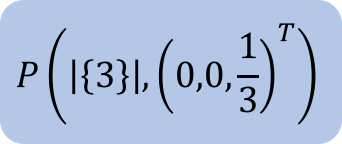 P(|{3}|, (0,0,1/3)^T)